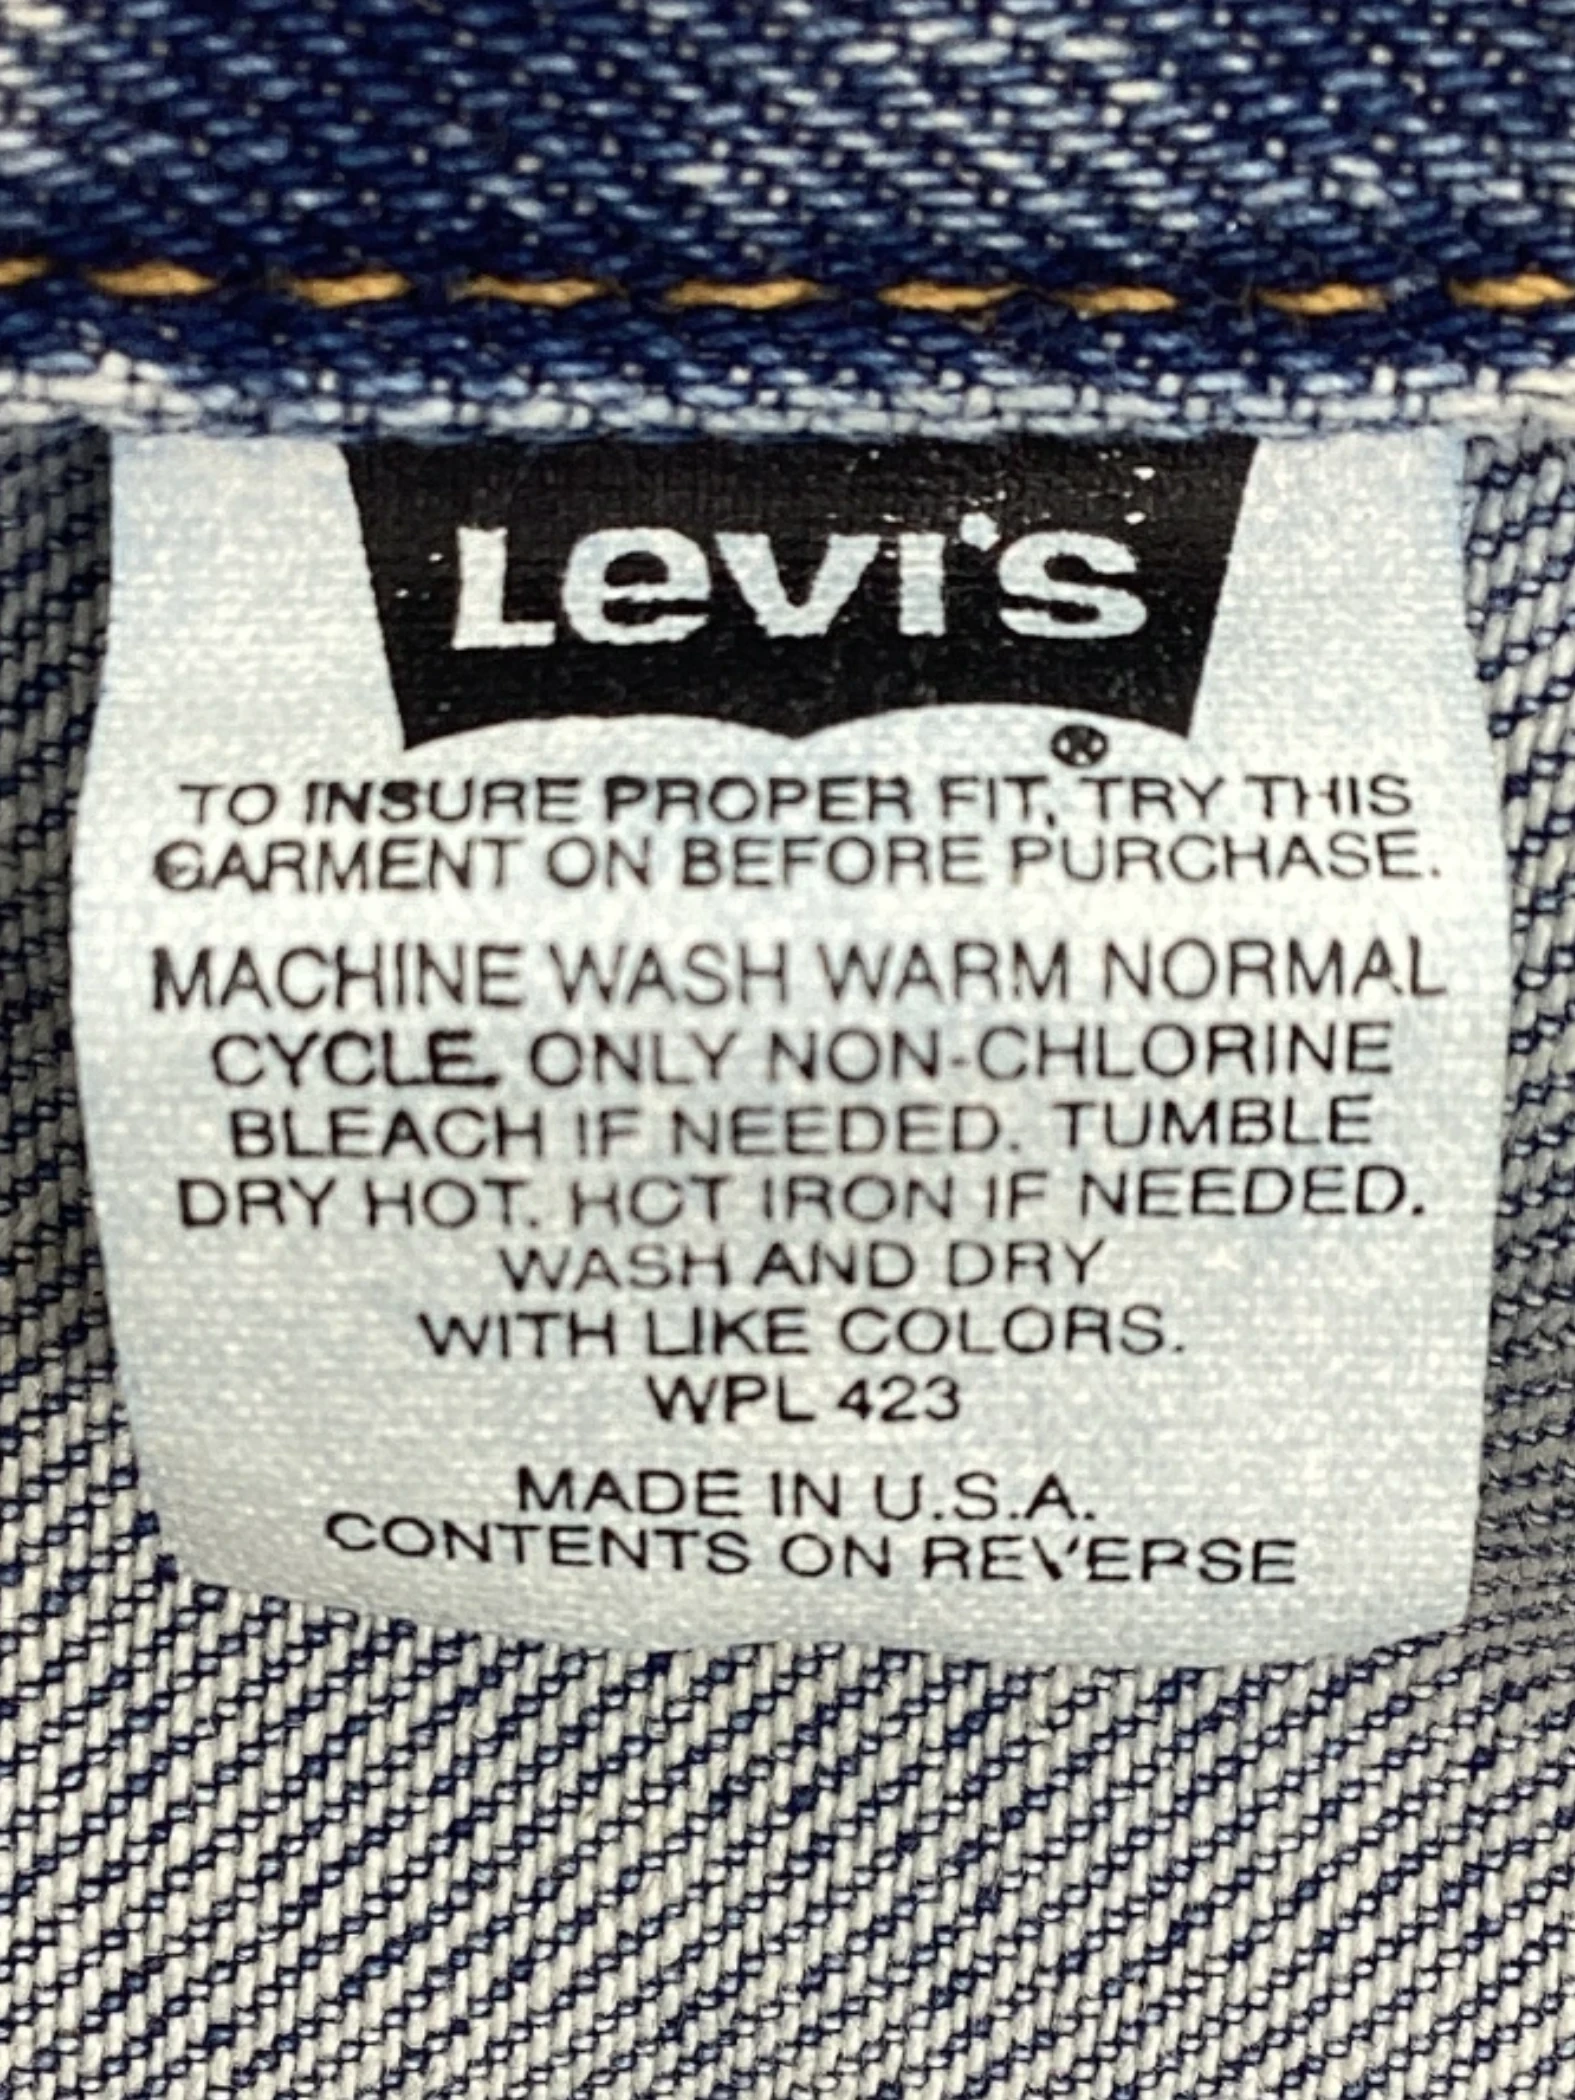 Levi's
®
TO INSURE PROPER FIT, TRY THIS
GARMENT ON BEFORE PURCHASE.
MACHINE WASH WARM NORMAL
CYCLE. ONLY NON-CHLORINE
BLEACH IF NEEDED. TUMBLE
DRY HOT. HOT IRON IF NEEDED.
WASH AND DRY
WITH LIKE COLORS.
WPL 423
MADE IN U.S.A.
CONTENTS ON REVERSE